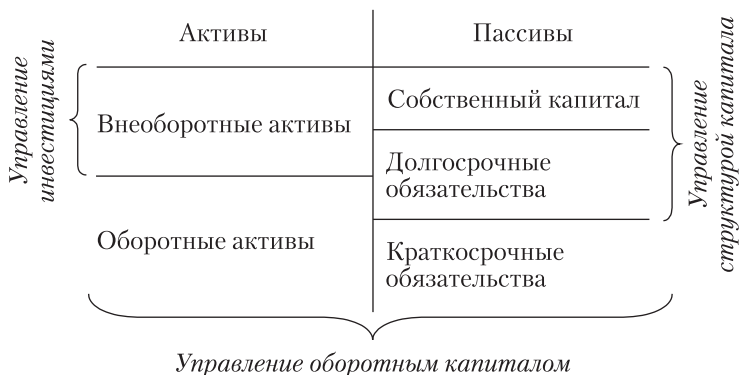 Активы
Пассивы
Управление
инвестициями
Внеоборотные активы
Оборотные активы
Собственный капитал
Долгосрочные
обязательства
Краткосрочные
обязательства
Управление
структурой капитала
Управление оборотным капиталом